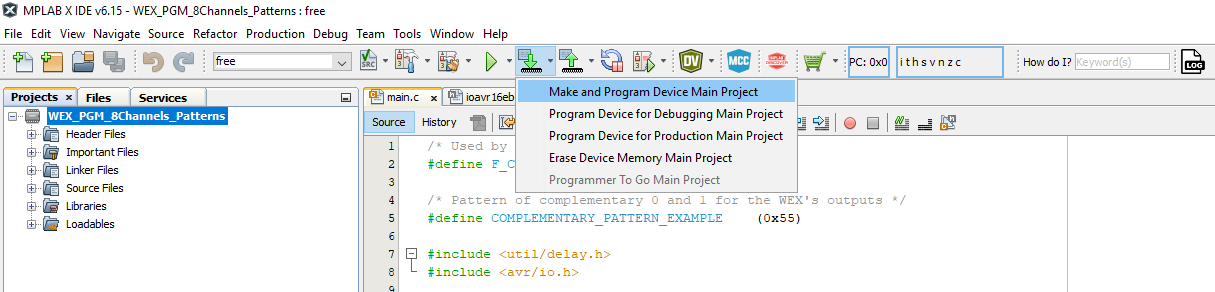 MPLAB X IDE v6.15 - WEX_PGM_8Channels_Patterns : free
File Edit View Navigate Source Refactor Production Debug Team Tools Window Help
free
SRC
DV
MCC
PC: 0x0
i t h s v n z c
How do I? Keyword(s)
LOG
Projects × Files Services
main.c × ioavr16eb
Make and Program Device Main Project
Program Device for Debugging Main Project
Program Device for Production Main Project
Erase Device Memory Main Project
Programmer To Go Main Project
Source History
WEX_PGM_8Channels_Patterns
Header Files
Important Files
Linker Files
Source Files
Libraries
Loadables
1 /* Used by
2 #define F_C
3
4 /* Pattern of complementary 0 and 1 for the WEX's outputs */
5 #define COMPLEMENTARY_PATTERN_EXAMPLE (0x55)
6
7 #include <util/delay.h>
8 #include <avr/io.h>